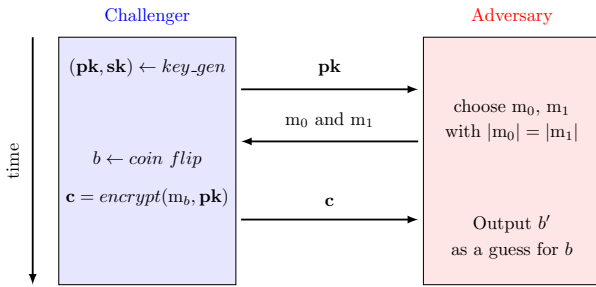 Challenger
Adversary
time
(pk, sk) ← key_gen
pk
choose m₀, m₁
with |m₀| = |m₁|
m₀ and m₁
b ← coin flip
c = encrypt(m_b, pk)
c
Output b′
as a guess for b